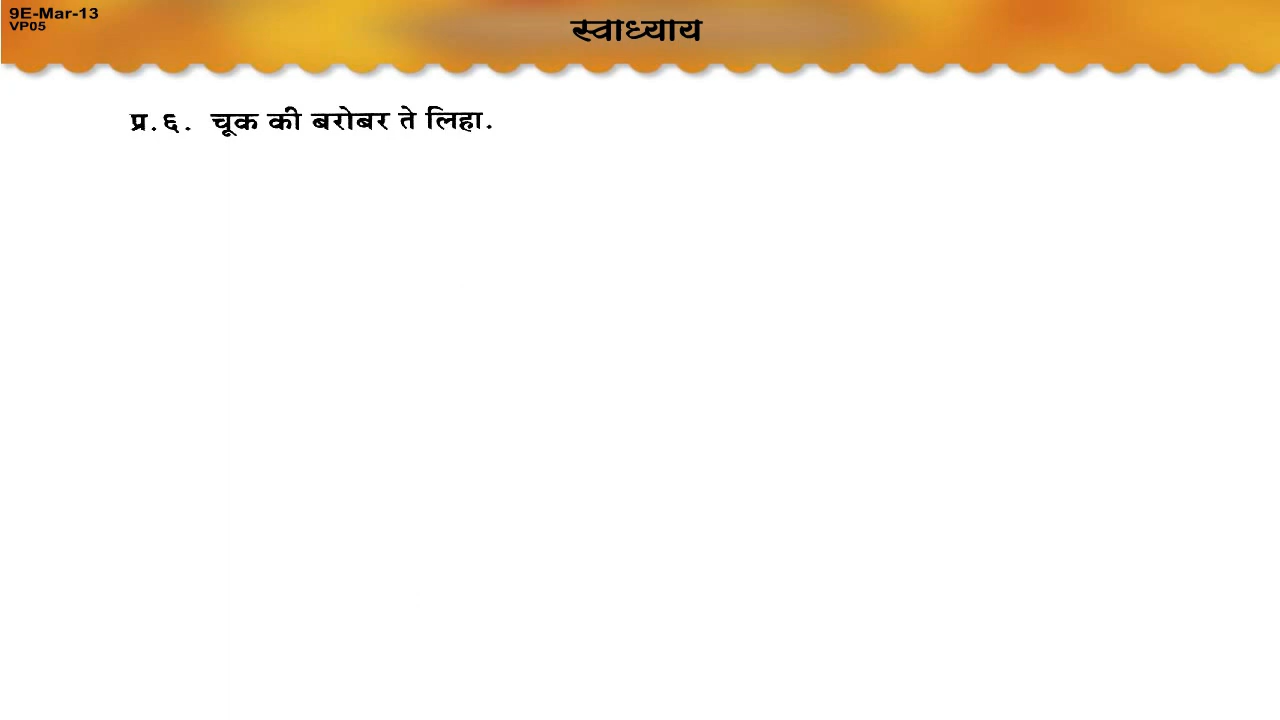 9E-Mar-13
VP05
स्वाध्याय
प्र.६. चूक की बरोबर ते लिहा.